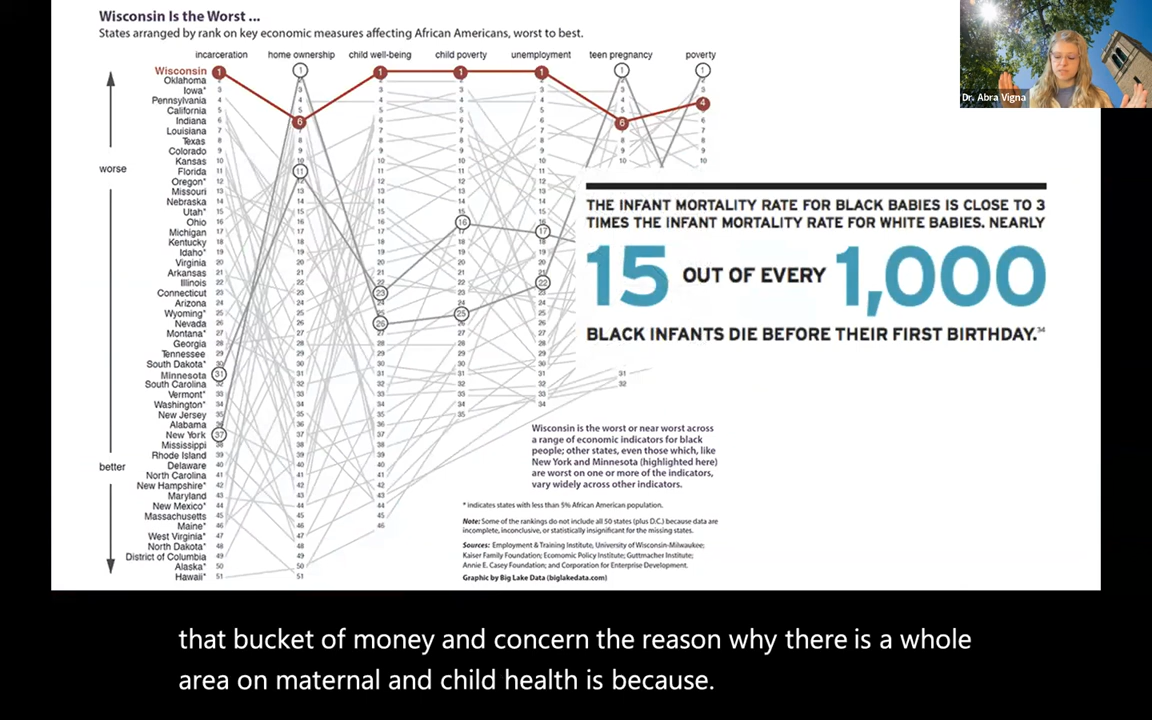 Wisconsin Is the Worst ...
States arranged by rank on key economic measures affecting African Americans, worst to best.
incarceration home ownership child well-being child poverty unemployment teen pregnancy poverty
worse
better
Wisconsin
Oklahoma
Iowa*
Pennsylvania
California
Indiana
Louisiana
Texas
Colorado
Kansas
Florida
Oregon*
Missouri
Nebraska
Utah*
Ohio
Michigan
Kentucky
Idaho*
Virginia
Arkansas
Illinois
Connecticut
Arizona
Wyoming*
Nevada
Montana*
Georgia
Tennessee
South Dakota*
Minnesota
South Carolina
Vermont*
Washington*
New Jersey
Alabama
New York
Mississippi
Rhode Island
Delaware
North Carolina
New Hampshire*
Maryland
New Mexico*
Massachusetts
Maine*
West Virginia*
North Dakota*
District of Columbia
Alaska*
Hawaii*
THE INFANT MORTALITY RATE FOR BLACK BABIES IS CLOSE TO 3
TIMES THE INFANT MORTALITY RATE FOR WHITE BABIES. NEARLY
15 OUT OF EVERY 1,000
BLACK INFANTS DIE BEFORE THEIR FIRST BIRTHDAY.34
Wisconsin is the worst or near worst across
a range of economic indicators for black
people; other states, even those which, like
New York and Minnesota (highlighted here)
are worst on one or more of the indicators,
vary widely across other indicators.
* indicates states with less than 5% African American population.
Note: Some of the rankings do not include all 50 states (plus D.C.) because data are
incomplete, inconclusive, or statistically insignificant for the missing states.
Sources: Employment & Training Institute, University of Wisconsin-Milwaukee;
Kaiser Family Foundation; Economic Policy Institute; Guttmacher Institute;
Annie E. Casey Foundation; and Corporation for Enterprise Development.
Graphic by Big Lake Data (biglakedata.com)
Dr. Abra Vigna
that bucket of money and concern the reason why there is a whole
area on maternal and child health is because.